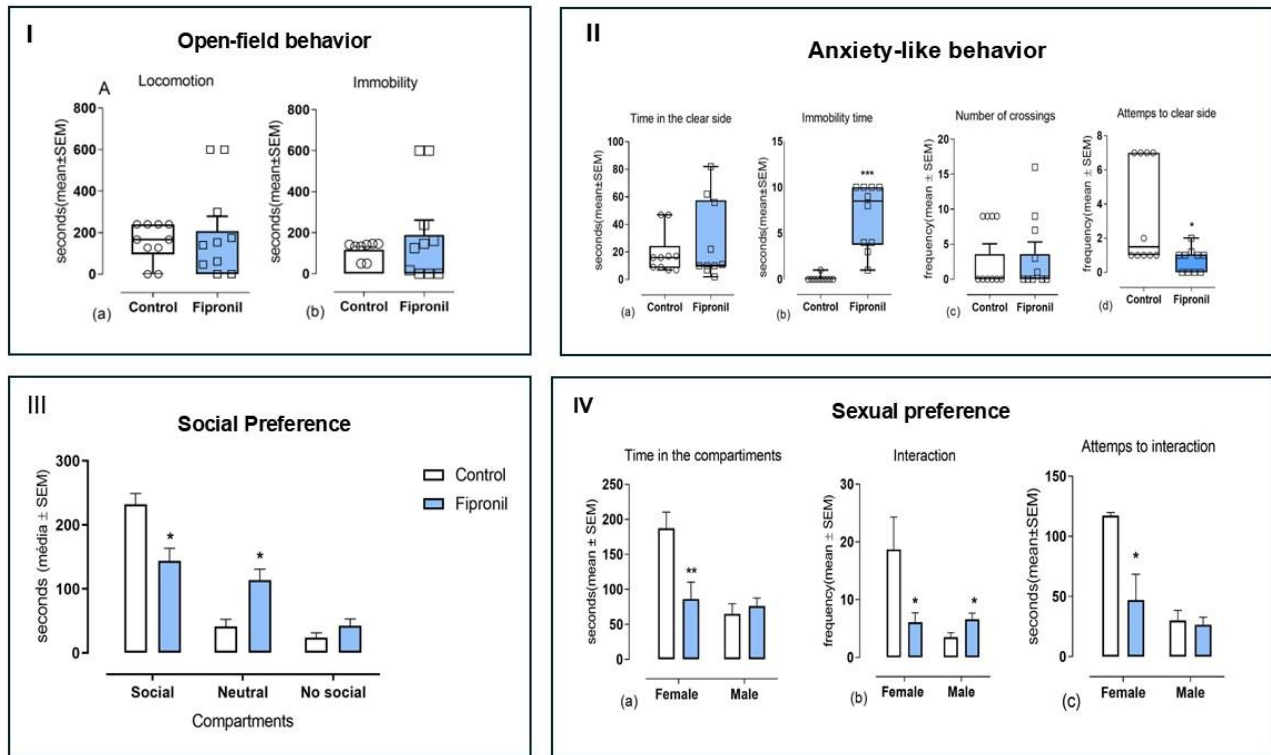 I
Open-field behavior
A
Locomotion
seconds(mean±SEM)
800
600
400
200
0
Control
Fipronil
(a)
Immobility
seconds(mean±SEM)
800
600
400
200
0
Control
Fipronil
(b)
II
Anxiety-like behavior
Time in the clear side
seconds(mean±SEM)
100
80
60
40
20
0
Control
Fipronil
(a)
Immobility time
seconds(mean±SEM)
15
10
5
0
***
Control
Fipronil
(b)
Number of crossings
frequency(mean ± SEM)
20
15
10
5
0
Control
Fipronil
(c)
Attemps to clear side
frequency(mean ± SEM)
8
6
4
2
0
*
Control
Fipronil
(d)
III
Social Preference
seconds (média ± SEM)
300
200
100
0
*
*
Control
Fipronil
Social
Neutral
No social
Compartments
IV
Sexual preference
Time in the compartiments
seconds(mean ± SEM)
250
200
150
100
50
0
**
Female
Male
(a)
Interaction
frequency(mean ± SEM)
30
20
10
0
*
*
Female
Male
(b)
Attemps to interaction
seconds(mean±SEM)
150
100
50
0
*
Female
Male
(c)